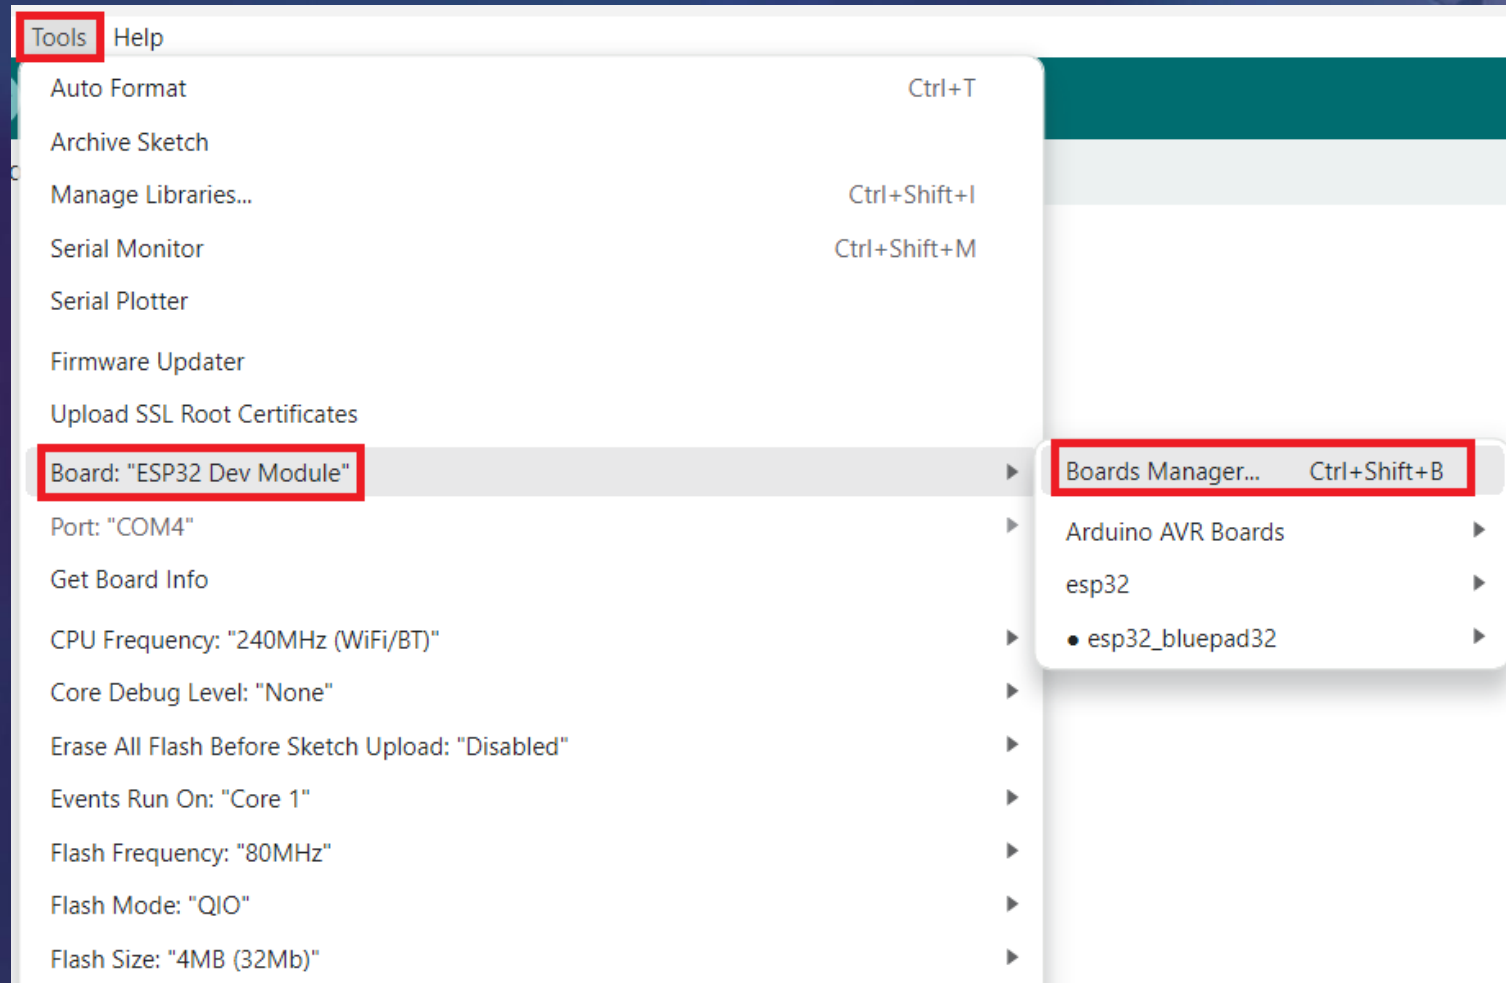 Tools Help
Auto Format Ctrl+T
Archive Sketch
Manage Libraries... Ctrl+Shift+I
Serial Monitor Ctrl+Shift+M
Serial Plotter
Firmware Updater
Upload SSL Root Certificates
Board: "ESP32 Dev Module"
Port: "COM4"
Get Board Info
CPU Frequency: "240MHz (WiFi/BT)"
Core Debug Level: "None"
Erase All Flash Before Sketch Upload: "Disabled"
Events Run On: "Core 1"
Flash Frequency: "80MHz"
Flash Mode: "QIO"
Flash Size: "4MB (32Mb)"
Boards Manager... Ctrl+Shift+B
Arduino AVR Boards
esp32
● esp32_bluepad32